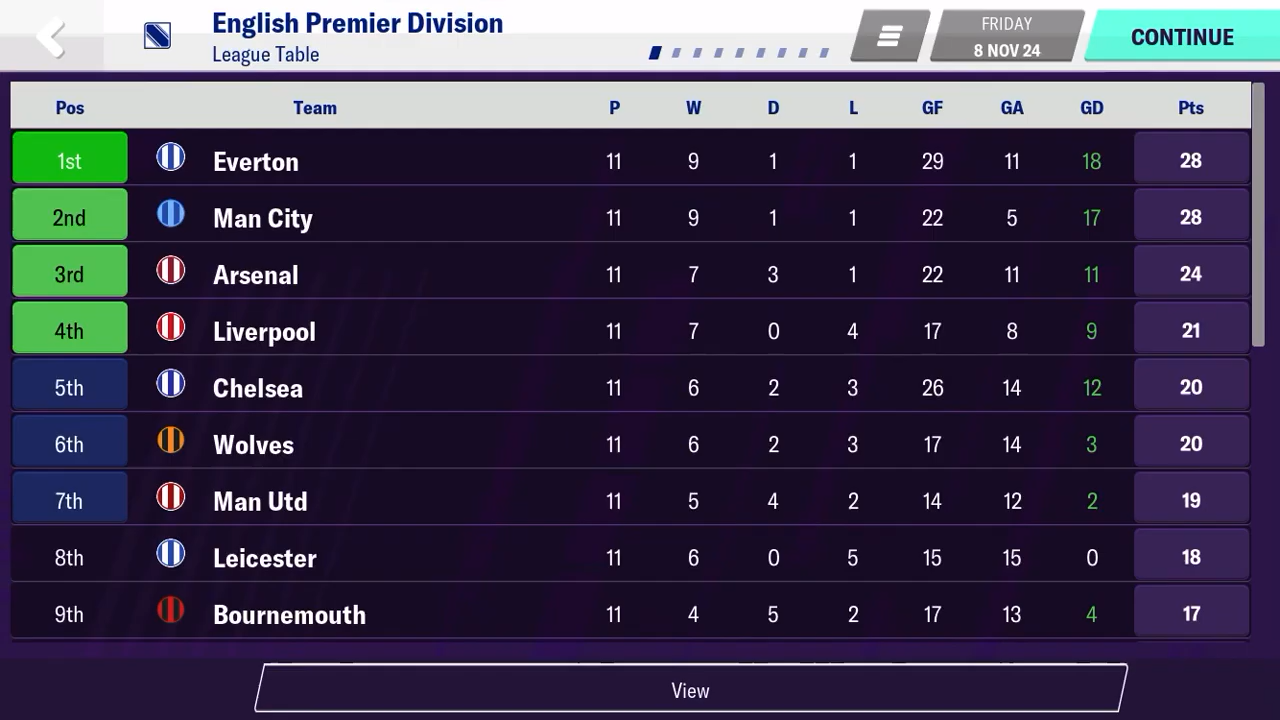 English Premier Division
League Table
FRIDAY
8 NOV 24
CONTINUE
Pos Team P W D L GF GA GD Pts
1st Everton 11 9 1 1 29 11 18 28
2nd Man City 11 9 1 1 22 5 17 28
3rd Arsenal 11 7 3 1 22 11 11 24
4th Liverpool 11 7 0 4 17 8 9 21
5th Chelsea 11 6 2 3 26 14 12 20
6th Wolves 11 6 2 3 17 14 3 20
7th Man Utd 11 5 4 2 14 12 2 19
8th Leicester 11 6 0 5 15 15 0 18
9th Bournemouth 11 4 5 2 17 13 4 17
View